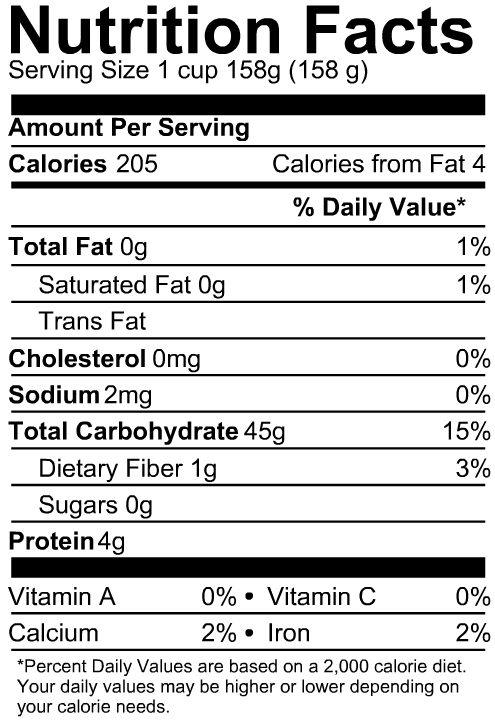 Nutrition Facts
Serving Size 1 cup 158g (158 g)
Amount Per Serving
Calories 205 Calories from Fat 4
% Daily Value*
Total Fat 0g 1%
Saturated Fat 0g 1%
Trans Fat
Cholesterol 0mg 0%
Sodium 2mg 0%
Total Carbohydrate 45g 15%
Dietary Fiber 1g 3%
Sugars 0g
Protein 4g
Vitamin A 0% • Vitamin C 0%
Calcium 2% • Iron 2%
*Percent Daily Values are based on a 2,000 calorie diet.
Your daily values may be higher or lower depending on
your calorie needs.